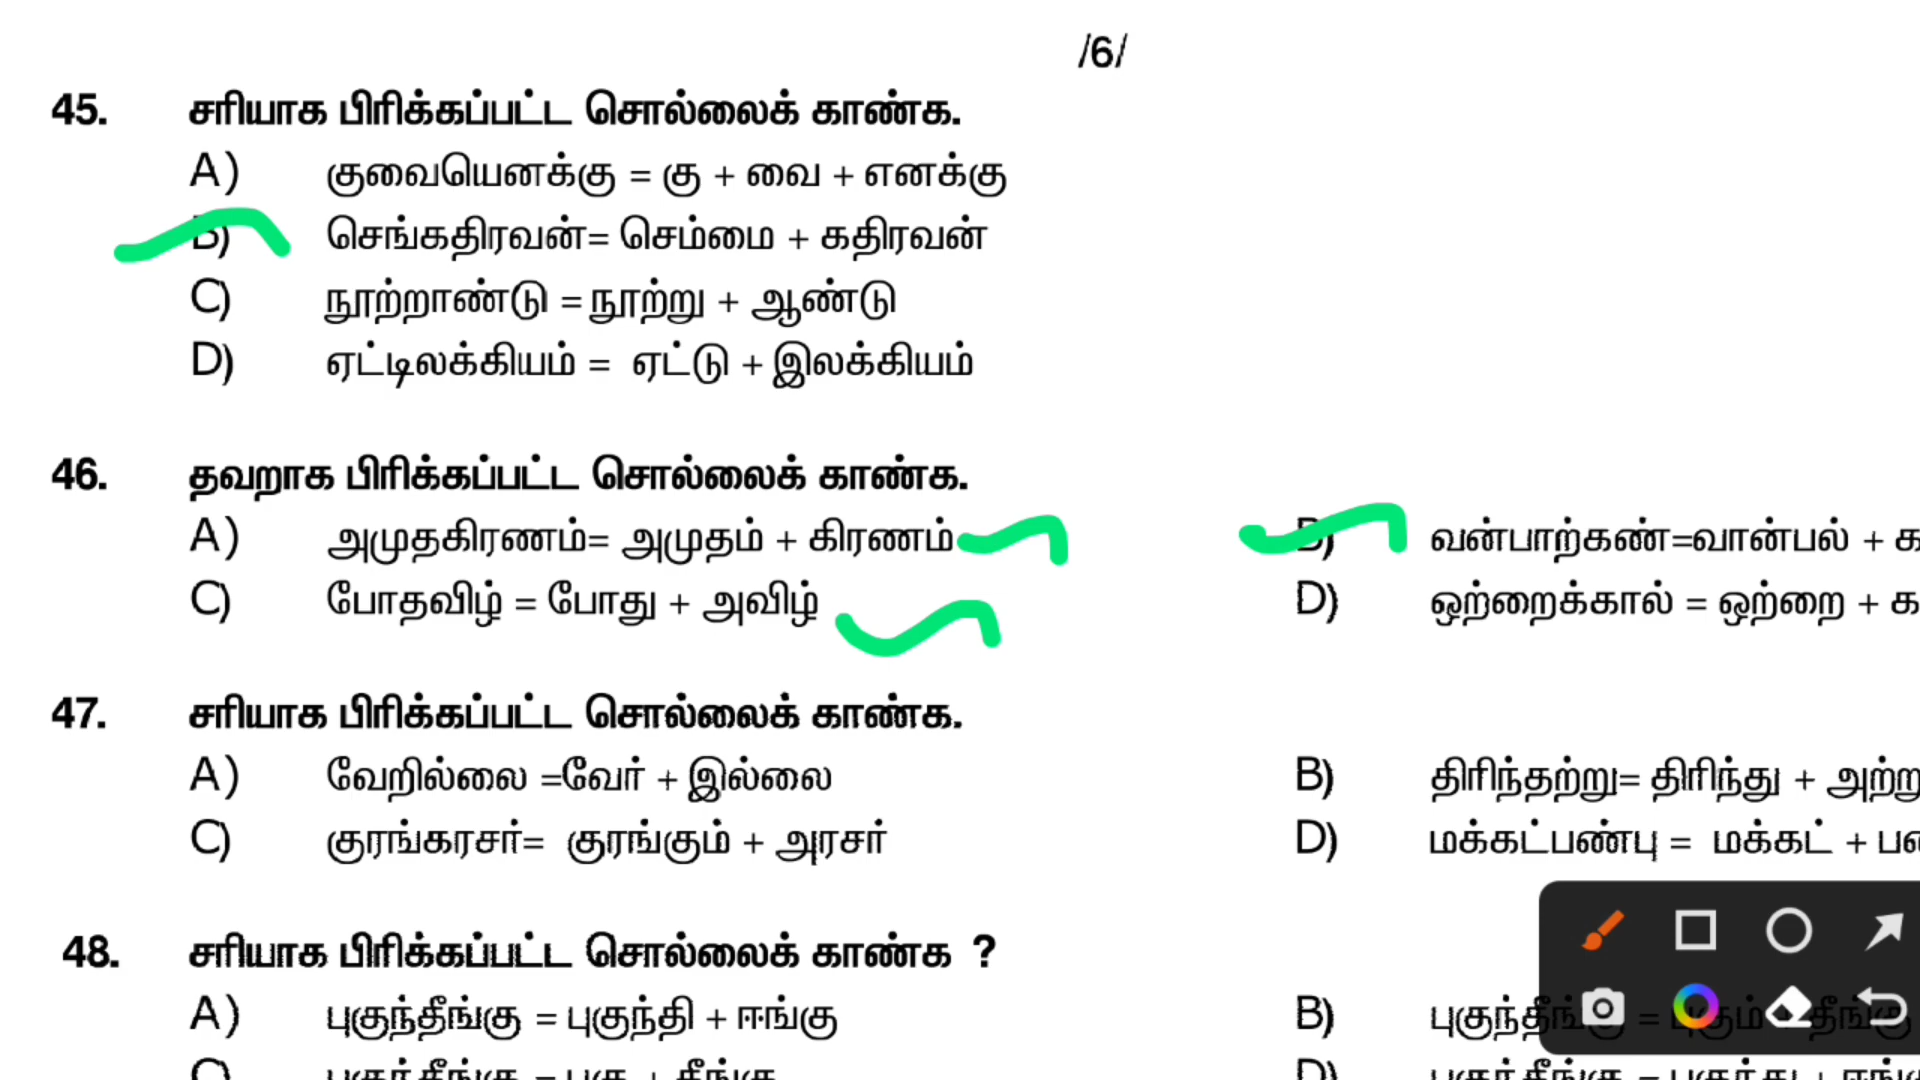 /6/
45. சரியாக பிரிக்கப்பட்ட சொல்லைக் காண்க.
A) குவையெனக்கு = கு + வை + எனக்கு
B) செங்கதிரவன்= செம்மை + கதிரவன்
C) நூற்றாண்டு = நூற்று + ஆண்டு
D) ஏட்டிலக்கியம் = ஏட்டு + இலக்கியம்
46. தவறாக பிரிக்கப்பட்ட சொல்லைக் காண்க.
A) அமுதகிரணம்= அமுதம் + கிரணம் B) வன்பாற்கண்=வான்பல் +
C) போதவிழ் = போது + அவிழ் D) ஒற்றைக்கால் = ஒற்றை +
47. சரியாக பிரிக்கப்பட்ட சொல்லைக் காண்க.
A) வேறில்லை =வேர் + இல்லை B) திரிந்தற்று= திரிந்து + அற்று
C) குரங்கரசர்= குரங்கும் + அரசர் D) மக்கட்பண்பு = மக்கட் +
48. சரியாக பிரிக்கப்பட்ட சொல்லைக் காண்க ?
A) புகுந்தீங்கு = புகுந்தி + ஈங்கு B)